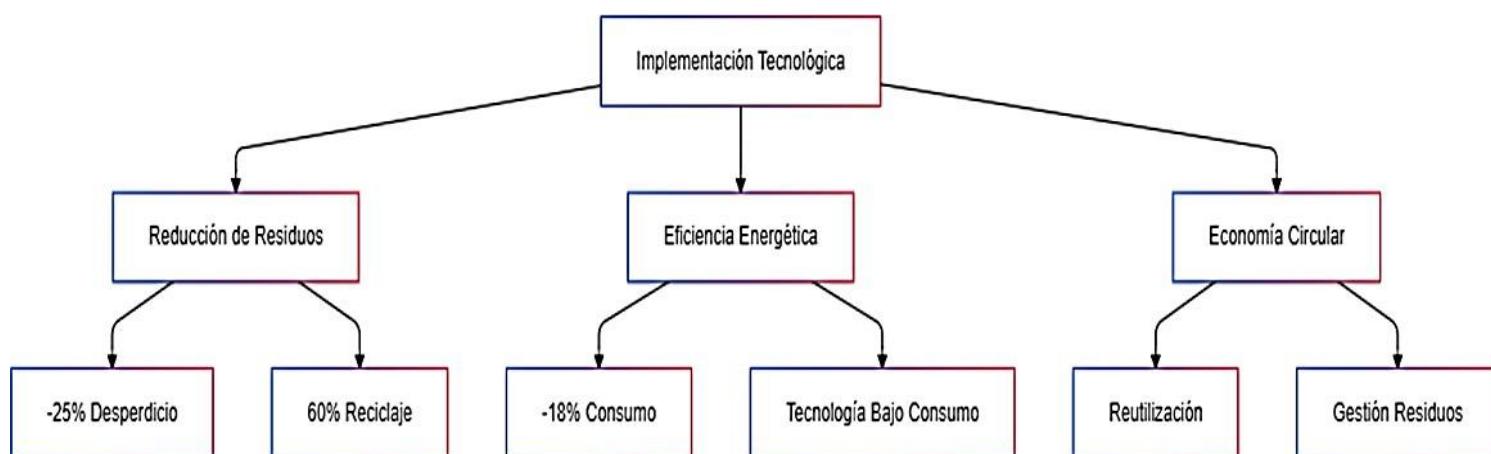 Implementación Tecnológica
Reducción de Residuos
Eficiencia Energética
Economía Circular
-25% Desperdicio
60% Reciclaje
-18% Consumo
Tecnología Bajo Consumo
Reutilización
Gestión Residuos